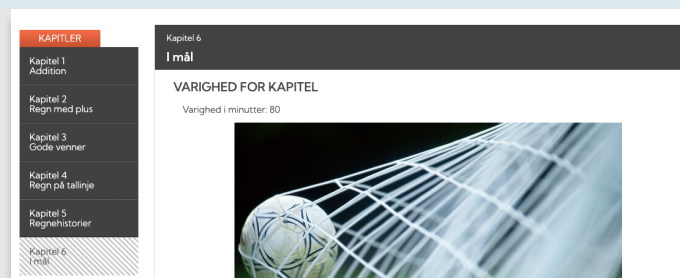 KAPITLER
Kapitel 1
Addition
Kapitel 2
Regn med plus
Kapitel 3
Gode venner
Kapitel 4
Regn på tallinje
Kapitel 5
Regnehistorier
Kapitel 6
I mål
Kapitel 6
I mål
VARIGHED FOR KAPITEL
Varighed i minutter: 80